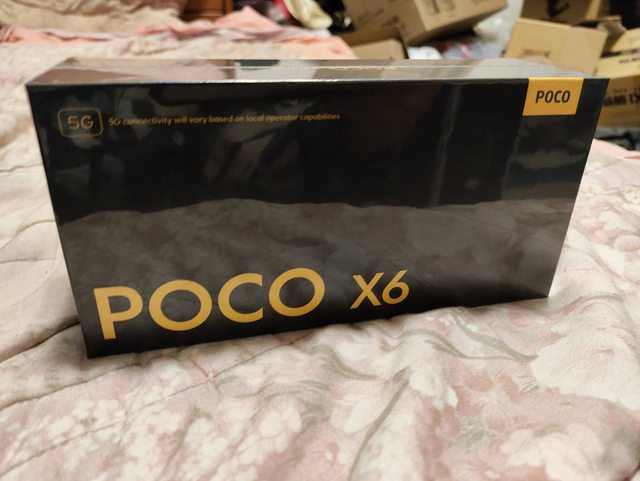 5G
5G connectivity will vary based on local operator capabilities
POCO
POCO X6